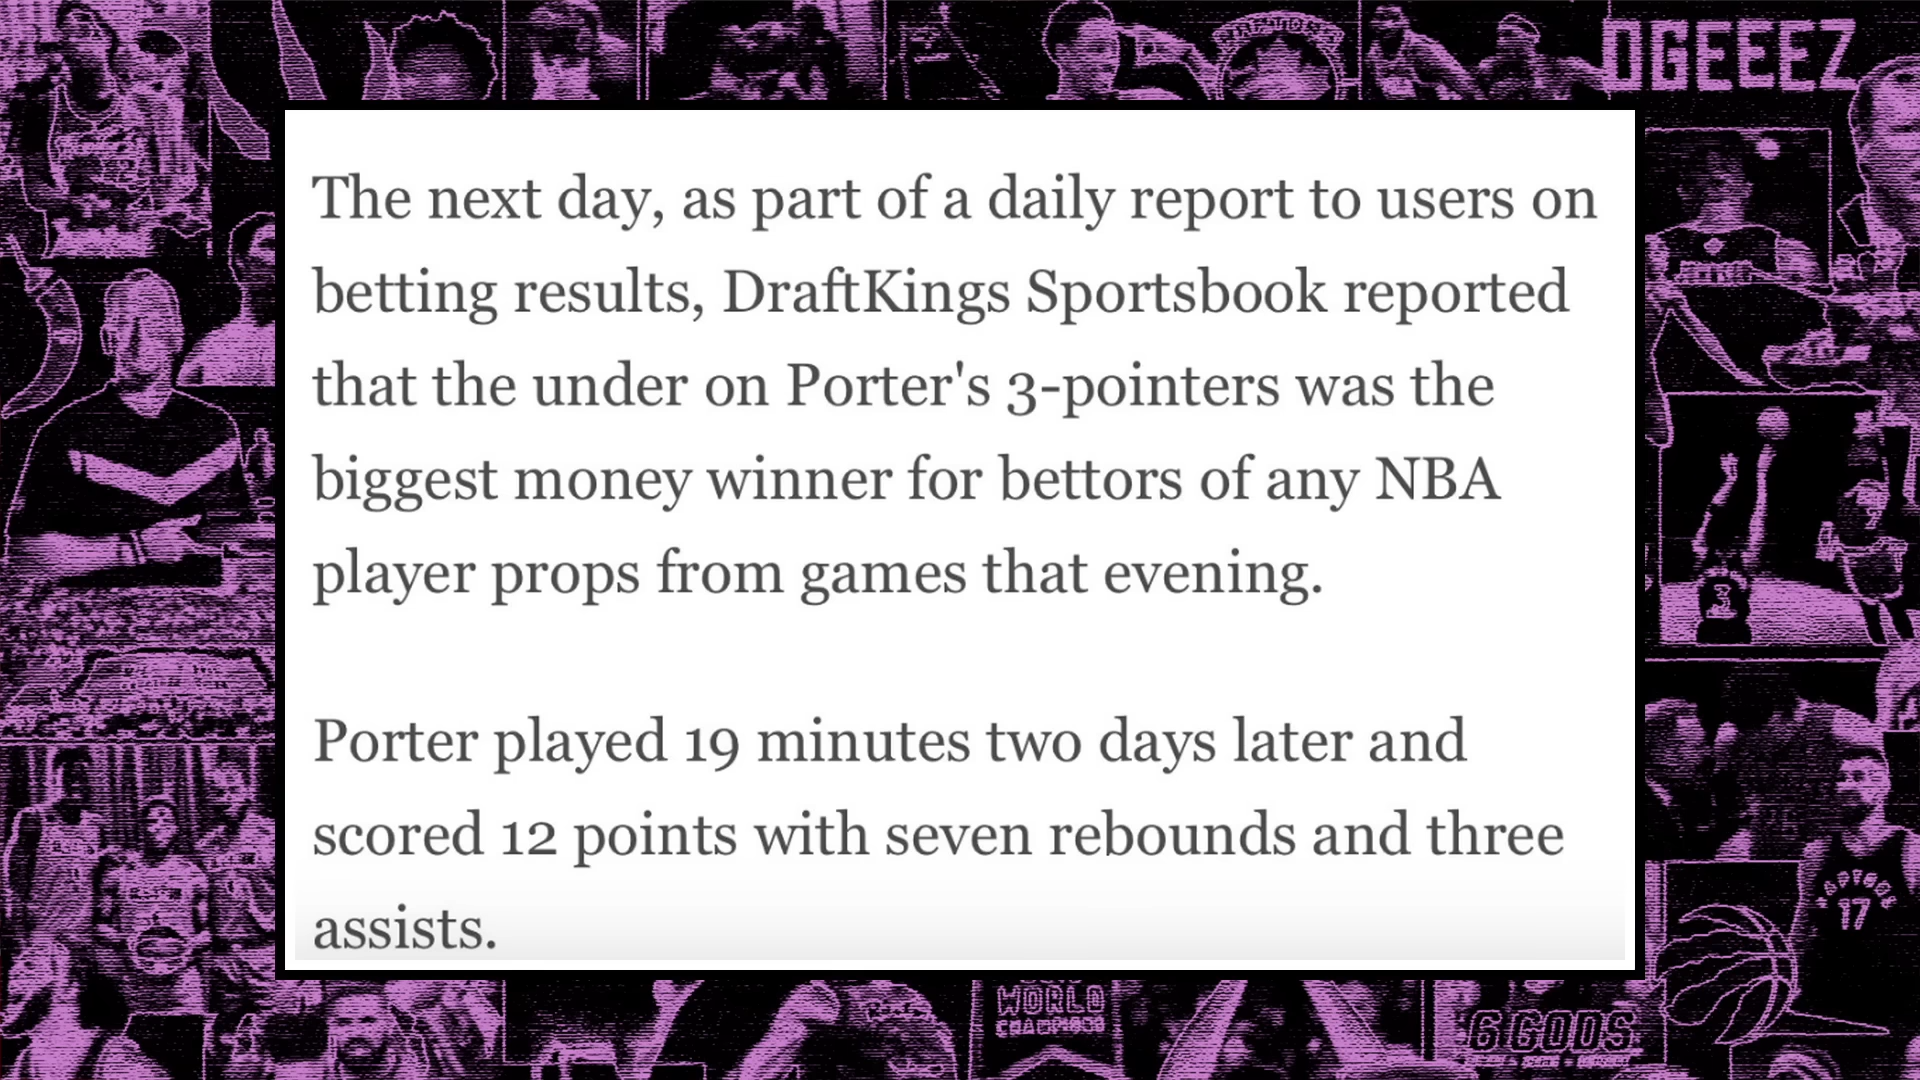 DGEEEZ
The next day, as part of a daily report to users on
betting results, DraftKings Sportsbook reported
that the under on Porter's 3-pointers was the
biggest money winner for bettors of any NBA
player props from games that evening.
Porter played 19 minutes two days later and
scored 12 points with seven rebounds and three
assists.
17
WORLD
CHAMPIONS
6 GODS